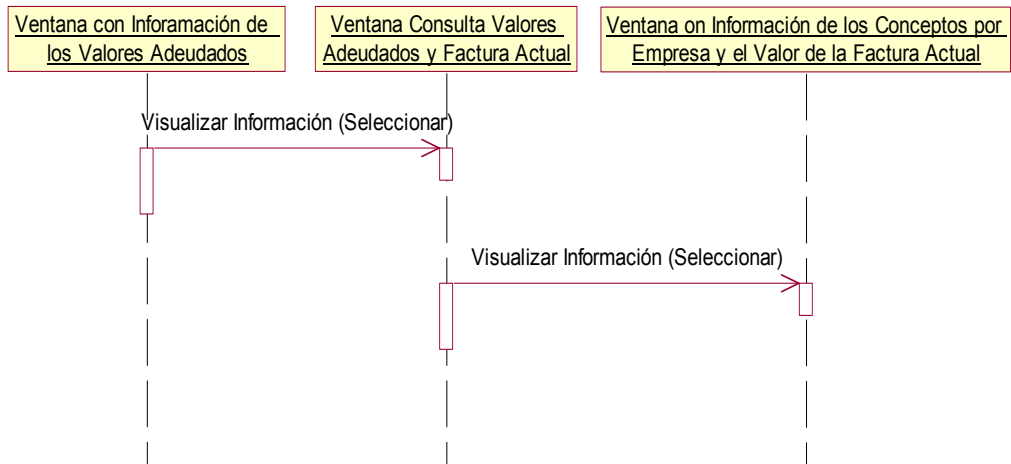 Ventana con Inforamación de
los Valores Adeudados
Ventana Consulta Valores
Adeudados y Factura Actual
Ventana on Información de los Conceptos por
Empresa y el Valor de la Factura Actual
Visualizar Información (Seleccionar)
Visualizar Información (Seleccionar)